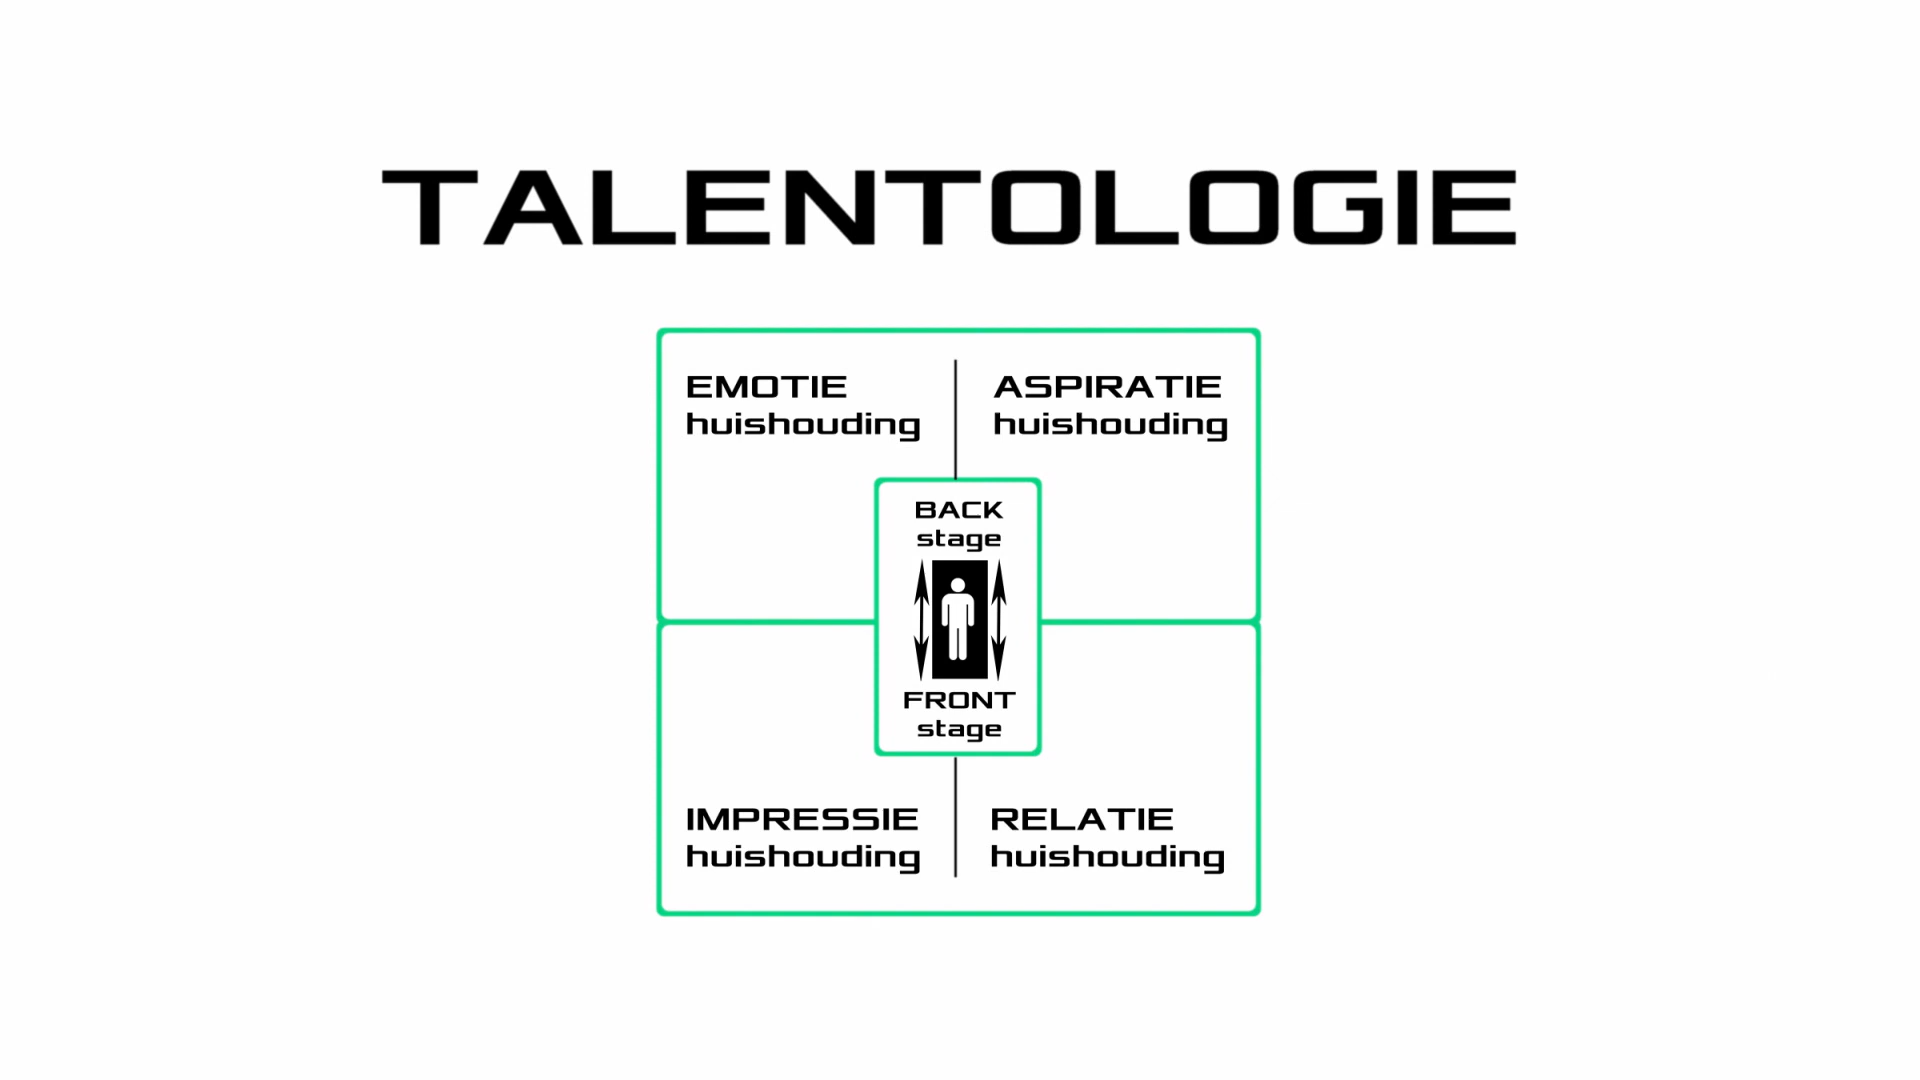 TALENTOLOGIE
EMOTIE
huishouding
ASPIRATIE
huishouding
BACK
stage
FRONT
stage
IMPRESSIE
huishouding
RELATIE
huishouding